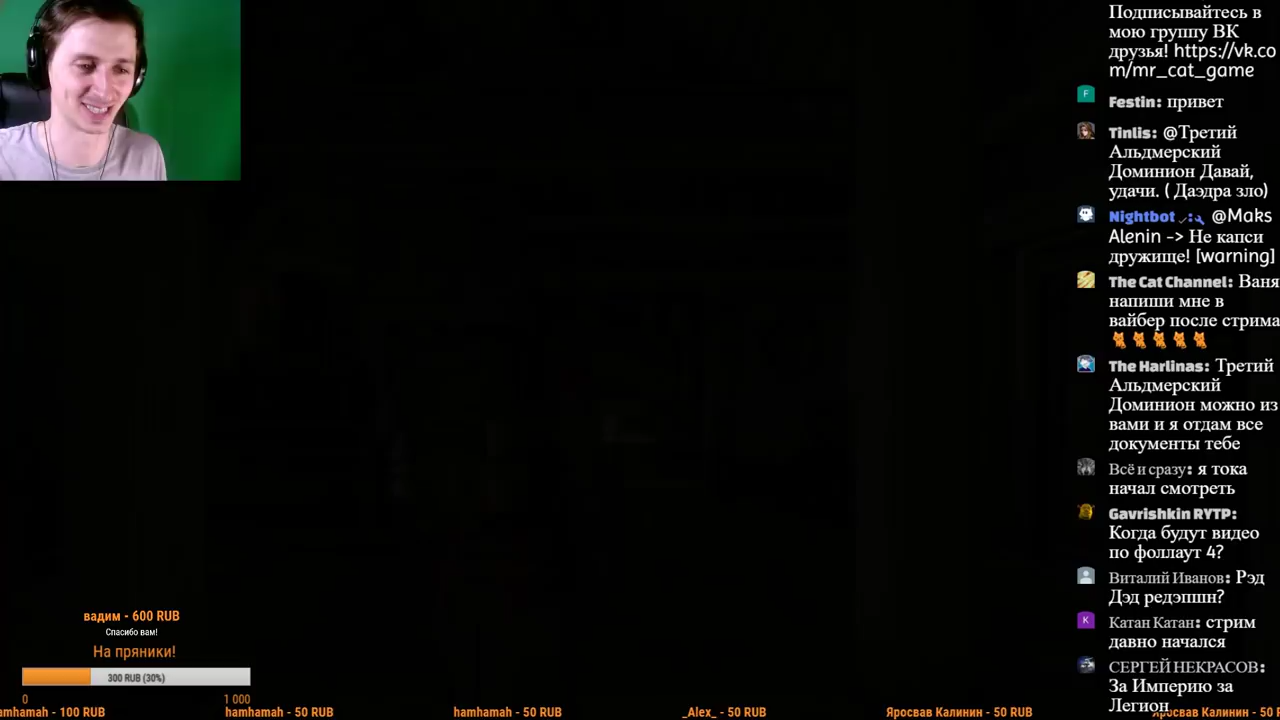 Подписывайтесь в
мою группу ВК
друзья! https://vk.co
m/mr_cat_game
Festin: привет
Tinlis: @Третий
Альдмерский
Доминион Давай,
удачи. ( Даэдра зло)
Nightbot : @Maks
Alenin -> Не капси
дружище! [warning]
The Cat Channel: Ваня
напиши мне в
вайбер после стрима
The Harlinas: Третий
Альдмерский
Доминион можно из
вами и я отдам все
документы тебе
Всё и сразу: я тока
начал смотреть
Gavrishkin RYTP:
Когда будут видео
по фоллаут 4?
Виталий Иванов: Рэд
Дэд редэпшн?
Катан Катан: стрим
давно начался
СЕРГЕЙ НЕКРАСОВ:
За Империю за
Легион
вадим - 600 RUB
Спасибо вам!
На пряники!
300 RUB (30%)
0 1 000
amhamah - 100 RUB hamhamah - 50 RUB hamhamah - 50 RUB _Alex_ - 50 RUB Яросвав Калинин - 50 RUB Яросвав Калинин - 50